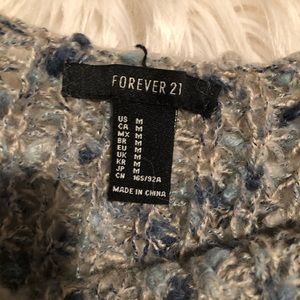 FOREVER 21
US M
CA M
MX M
BR M
EU M
UK M
KR M
JP M
CN 165/92A
MADE IN CHINA